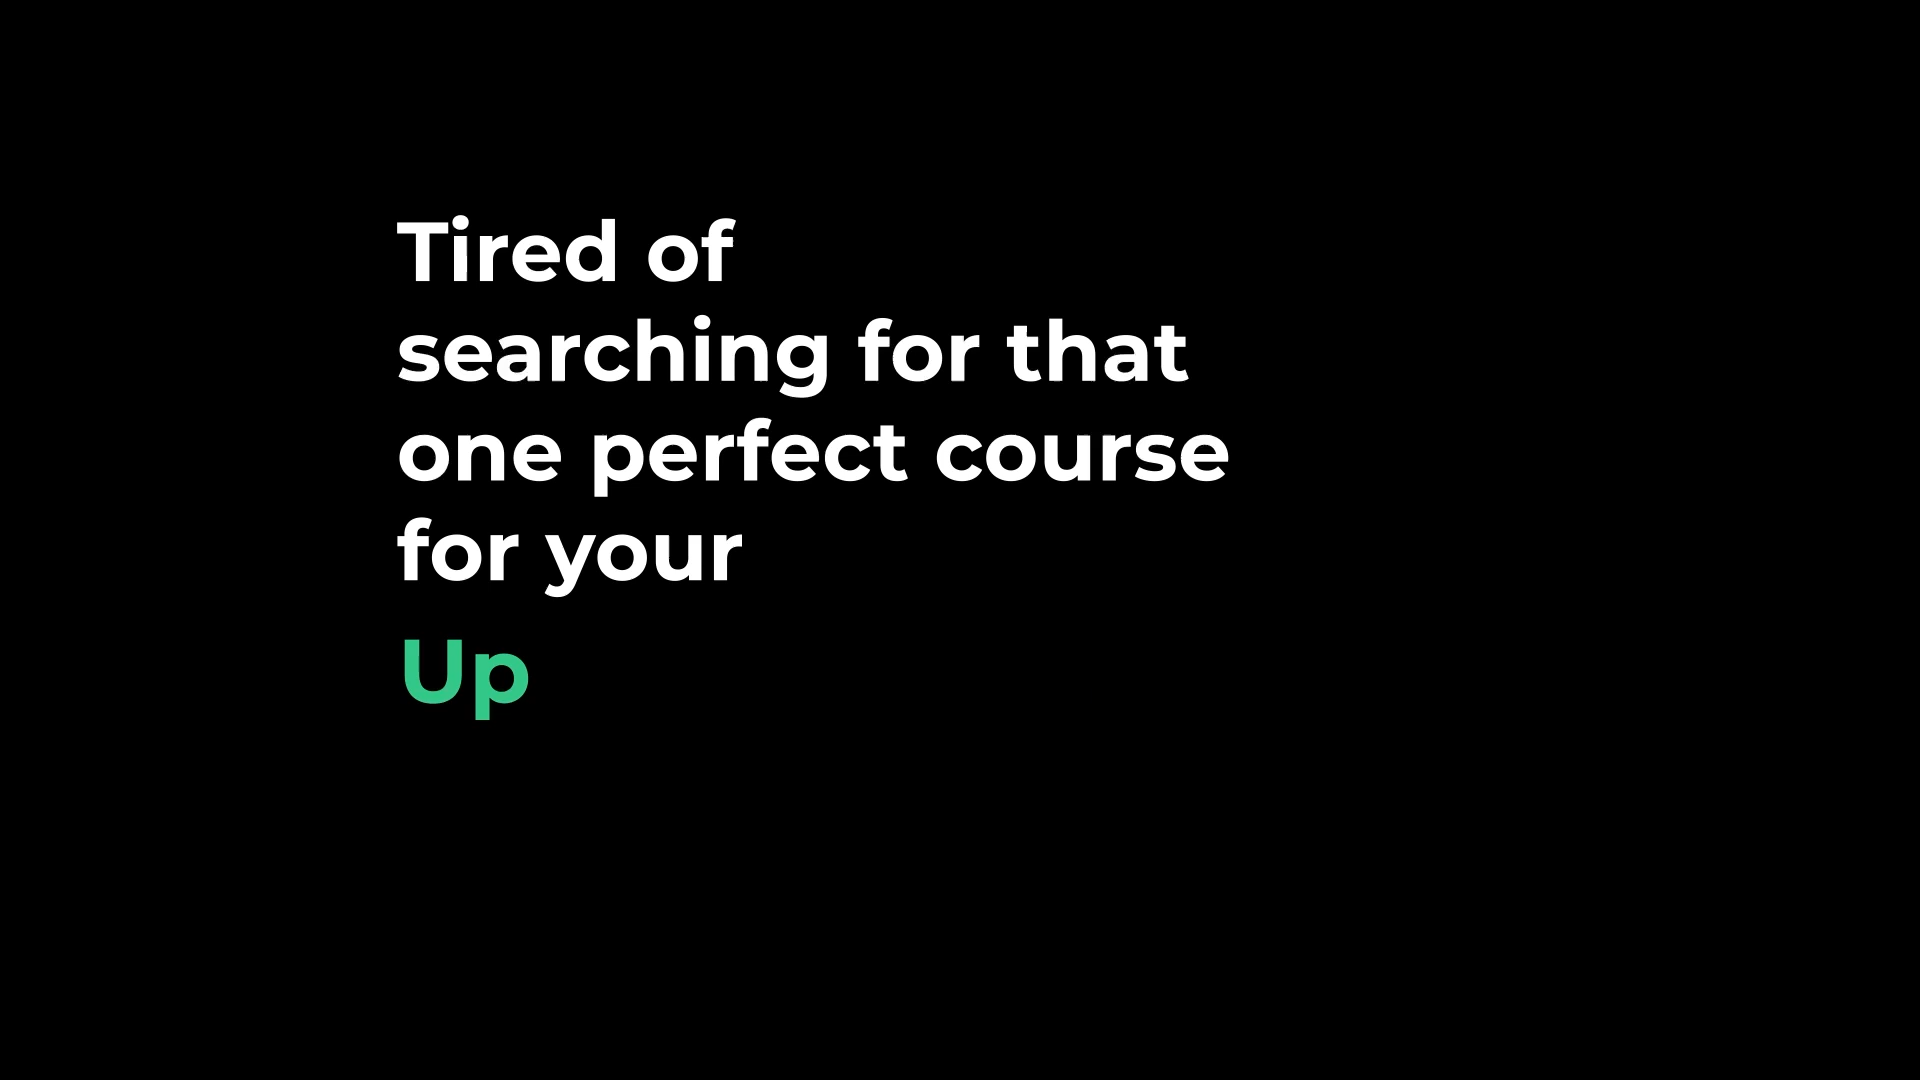 Tired of
searching for that
one perfect course
for your
Up